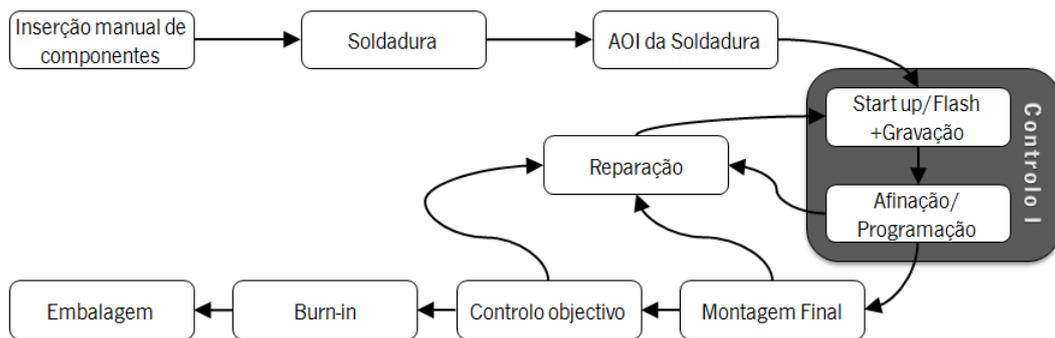 Inserção manual de
componentes
Soldadura
AOI da Soldadura
Start up/Flash
+Gravação
Controlo I
Reparação
Afinação/
Programação
Embalagem
Burn-in
Controlo objectivo
Montagem Final